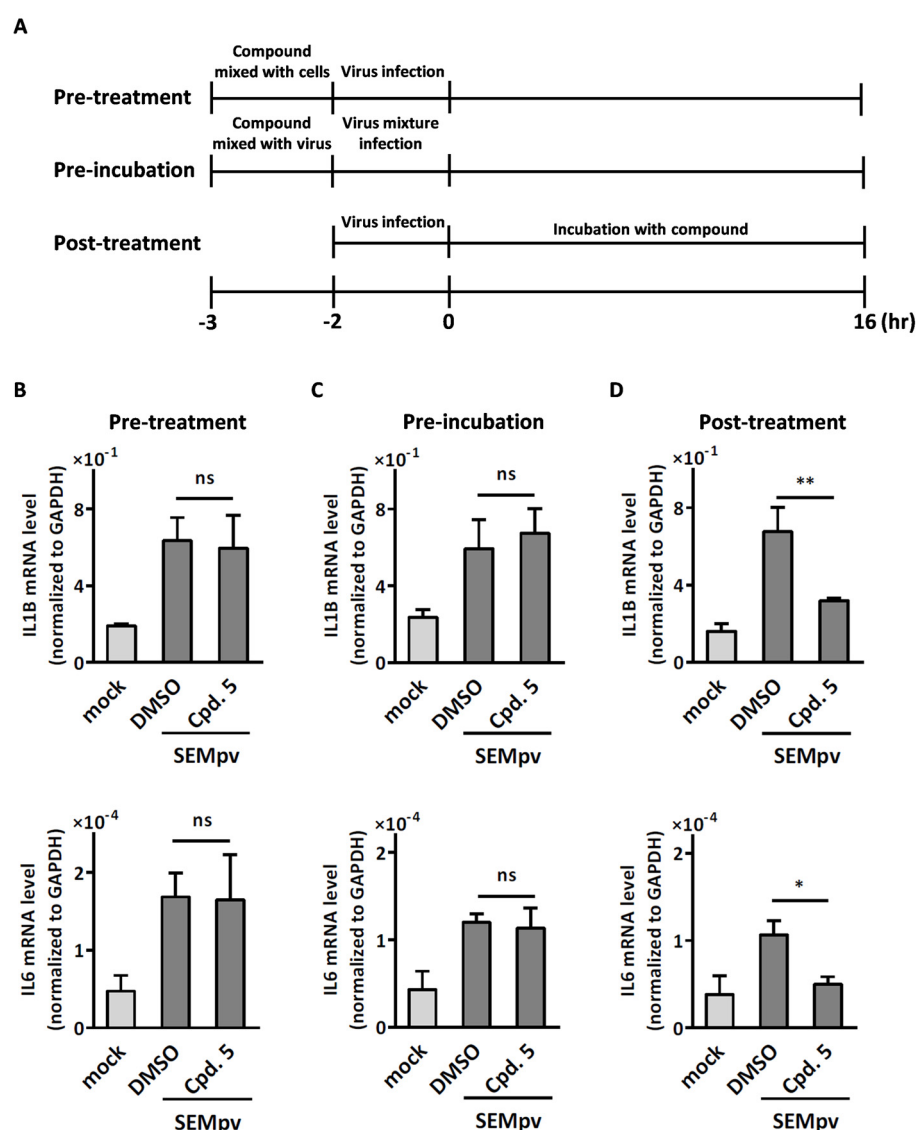 A
Compound
mixed with cells
Virus infection
Pre-treatment
Compound
mixed with virus
Virus mixture
infection
Pre-incubation
Virus infection
Incubation with compound
Post-treatment
-3
-2
0
16 (hr)
B
Pre-treatment
×10⁻¹
IL1B mRNA level
(normalized to GAPDH)
8
4
0
ns
mock
DMSO
Cpd. 5
SEMpv
C
Pre-incubation
×10⁻¹
IL1B mRNA level
(normalized to GAPDH)
8
4
0
ns
mock
DMSO
Cpd. 5
SEMpv
D
Post-treatment
×10⁻¹
IL1B mRNA level
(normalized to GAPDH)
8
4
0
**
mock
DMSO
Cpd. 5
SEMpv
×10⁻⁴
IL6 mRNA level
(normalized to GAPDH)
2
1
0
ns
mock
DMSO
Cpd. 5
SEMpv
×10⁻⁴
IL6 mRNA level
(normalized to GAPDH)
2
1
0
ns
mock
DMSO
Cpd. 5
SEMpv
×10⁻⁴
IL6 mRNA level
(normalized to GAPDH)
2
1
0
*
mock
DMSO
Cpd. 5
SEMpv